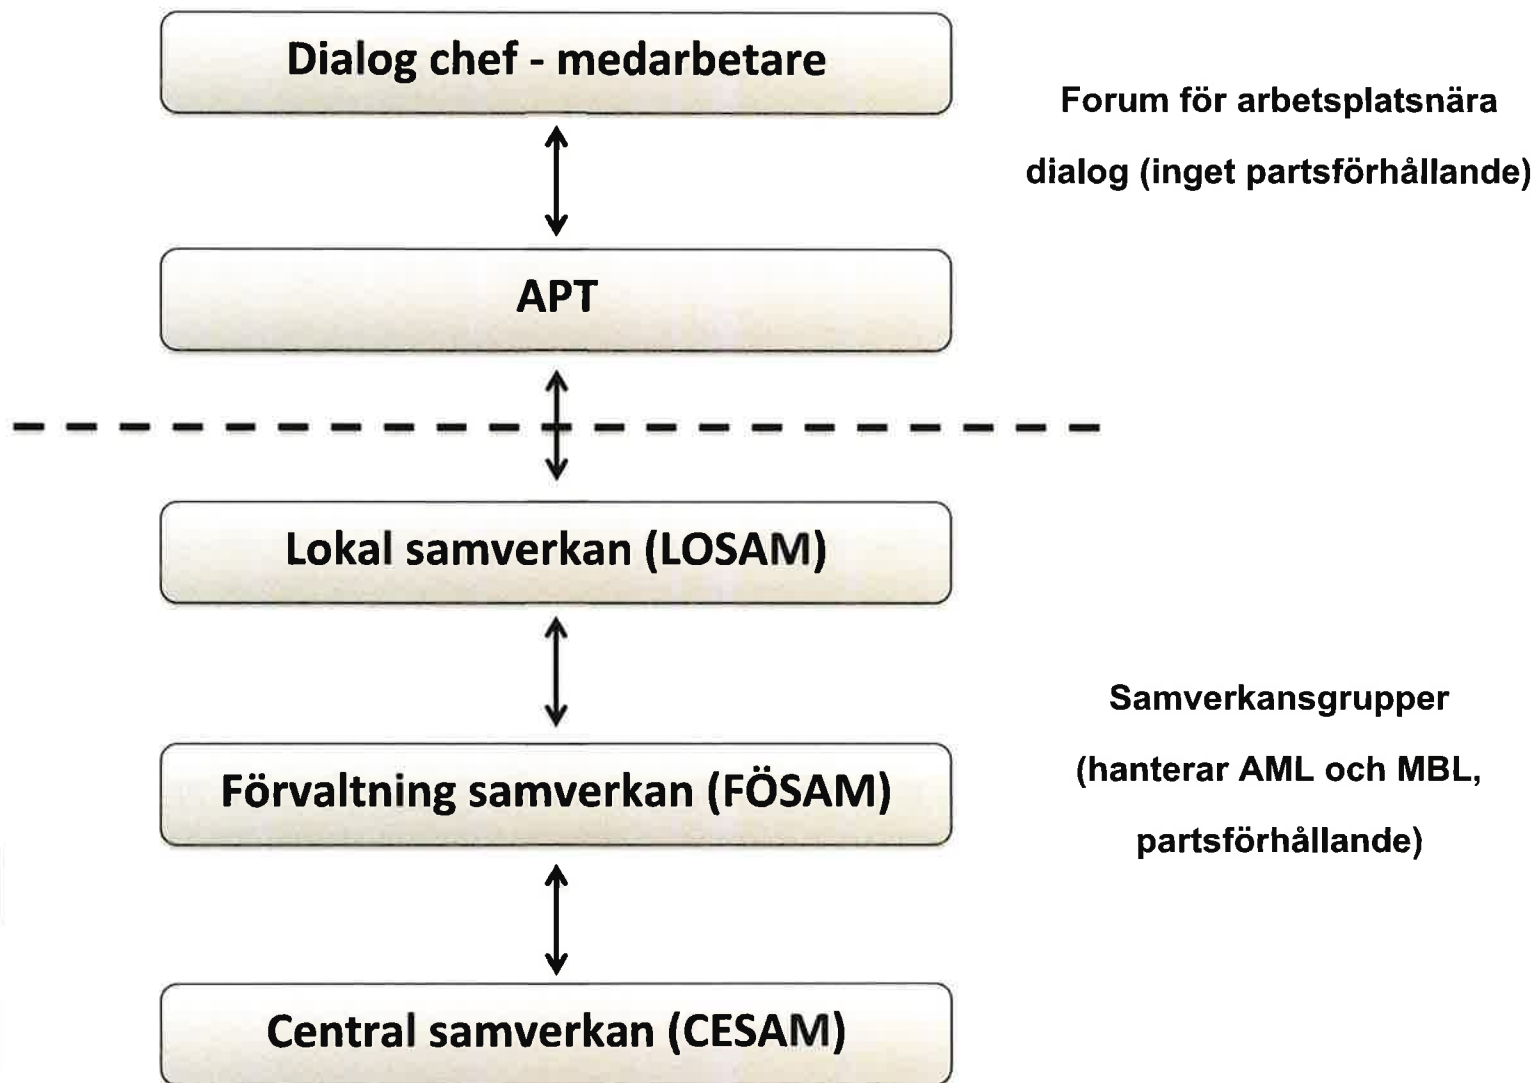 Dialog chef - medarbetare
Forum för arbetsplatsnära
dialog (inget partsförhållande)
APT
Lokal samverkan (LOSAM)
Förvaltning samverkan (FÖSAM)
Samverkansgrupper
(hanterar AML och MBL,
partsförhållande)
Central samverkan (CESAM)